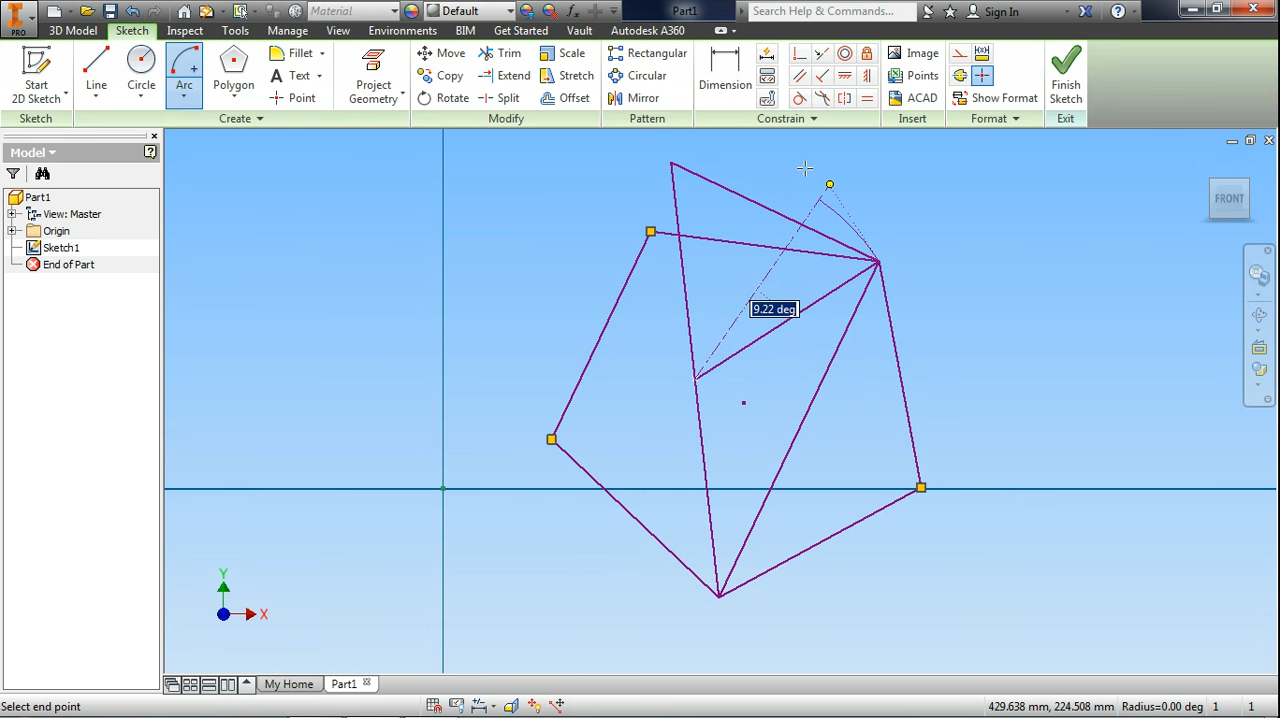 Material Default Part1 Search Help & Commands... Sign In
PRO 3D Model Sketch Inspect Tools Manage View Environments BIM Get Started Vault Autodesk A360
Start 2D Sketch Line Circle Arc Polygon Fillet Text Point Project Geometry Move Copy Rotate Trim Extend Split Scale Stretch Offset Rectangular Circular Mirror Dimension Image Points ACAD Show Format Finish Sketch
Sketch Create Modify Pattern Constrain Insert Format Exit
Model
Part1
View: Master
Origin
Sketch1
End of Part
FRONT
9.22 deg
Y
X
My Home Part1
Select end point 429.638 mm, 224.508 mm Radius=0.00 deg 1 1